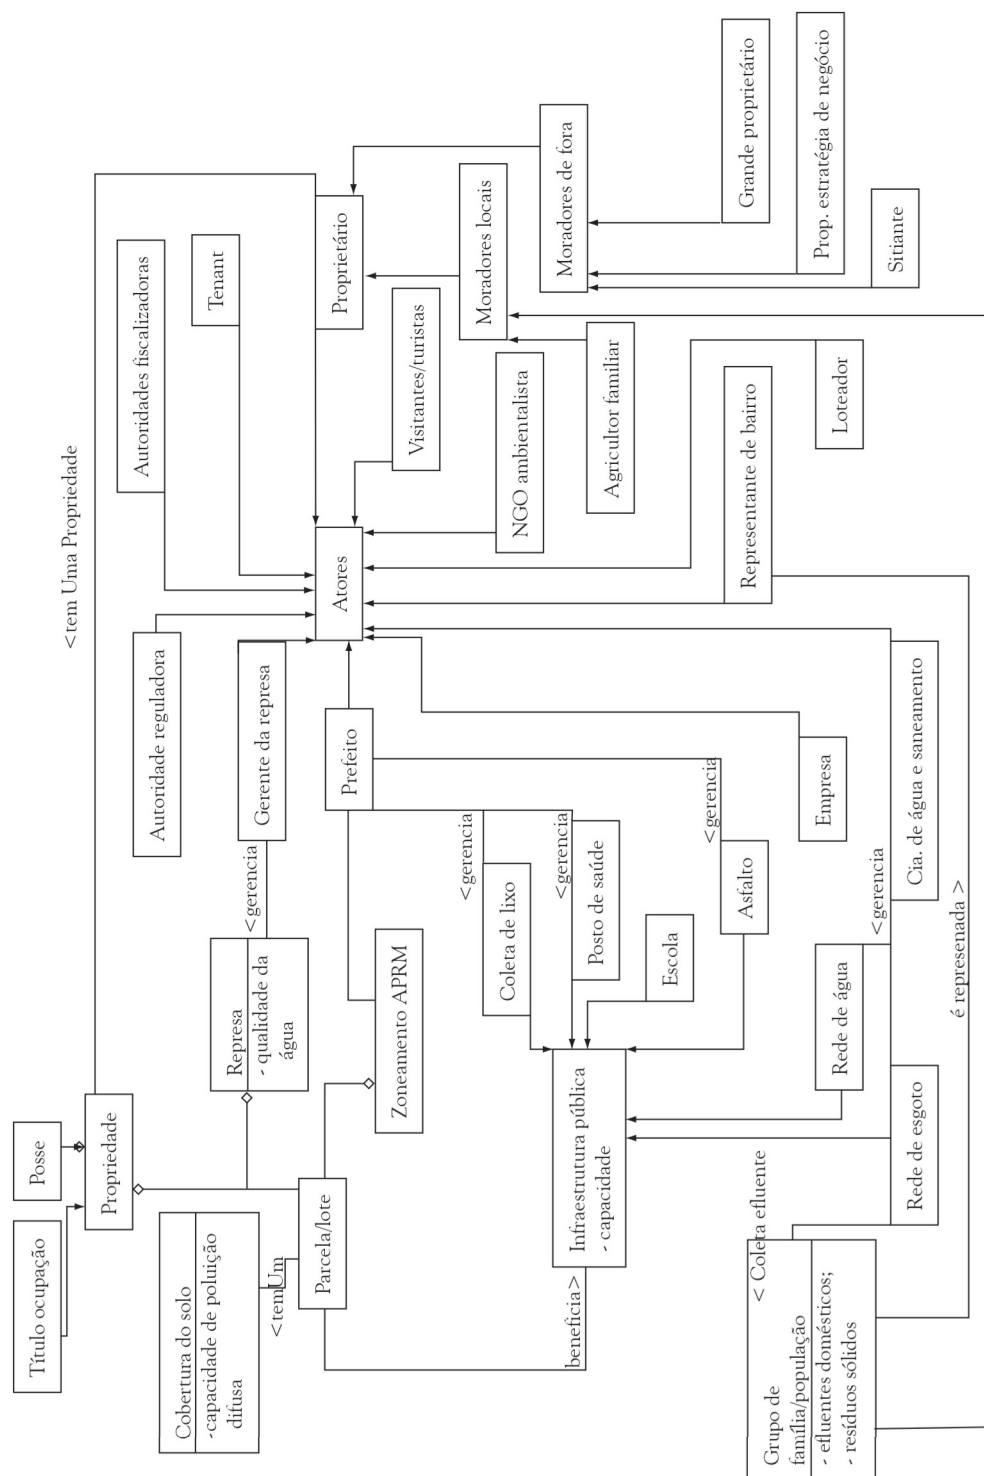 Título ocupação
Posse
Propriedade
<tem Uma Propriedade
Cobertura do solo
-capacidade de poluição
difusa
<temUm
Parcela/lote
Represa
- qualidade da
água
<gerencia
Gerente da represa
Autoridade reguladora
Autoridades fiscalizadoras
Tenant
Zoneamento APRM
Prefeito
Atores
Proprietário
Visitantes/turistas
Moradores locais
Moradores de fora
NGO ambientalista
Agricultor familiar
Grande proprietário
Prop. estratégia de negócio
Sitiante
Loteador
Representante de bairro
<gerencia
Coleta de lixo
<gerencia
Posto de saúde
Escola
<gerencia
Asfalto
Empresa
beneficia>
Infraestrutura pública
- capacidade
Rede de água
<gerencia
Cia. de água e saneamento
Rede de esgoto
é represenada >
< Coleta efluente
Grupo de
família/população
- efluentes domésticos;
- resíduos sólidos